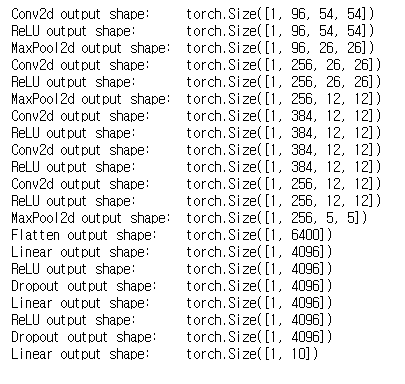 Conv2d output shape: torch.Size([1, 96, 54, 54])
ReLU output shape: torch.Size([1, 96, 54, 54])
MaxPool2d output shape: torch.Size([1, 96, 26, 26])
Conv2d output shape: torch.Size([1, 256, 26, 26])
ReLU output shape: torch.Size([1, 256, 26, 26])
MaxPool2d output shape: torch.Size([1, 256, 12, 12])
Conv2d output shape: torch.Size([1, 384, 12, 12])
ReLU output shape: torch.Size([1, 384, 12, 12])
Conv2d output shape: torch.Size([1, 384, 12, 12])
ReLU output shape: torch.Size([1, 384, 12, 12])
Conv2d output shape: torch.Size([1, 256, 12, 12])
ReLU output shape: torch.Size([1, 256, 12, 12])
MaxPool2d output shape: torch.Size([1, 256, 5, 5])
Flatten output shape: torch.Size([1, 6400])
Linear output shape: torch.Size([1, 4096])
ReLU output shape: torch.Size([1, 4096])
Dropout output shape: torch.Size([1, 4096])
Linear output shape: torch.Size([1, 4096])
ReLU output shape: torch.Size([1, 4096])
Dropout output shape: torch.Size([1, 4096])
Linear output shape: torch.Size([1, 10])